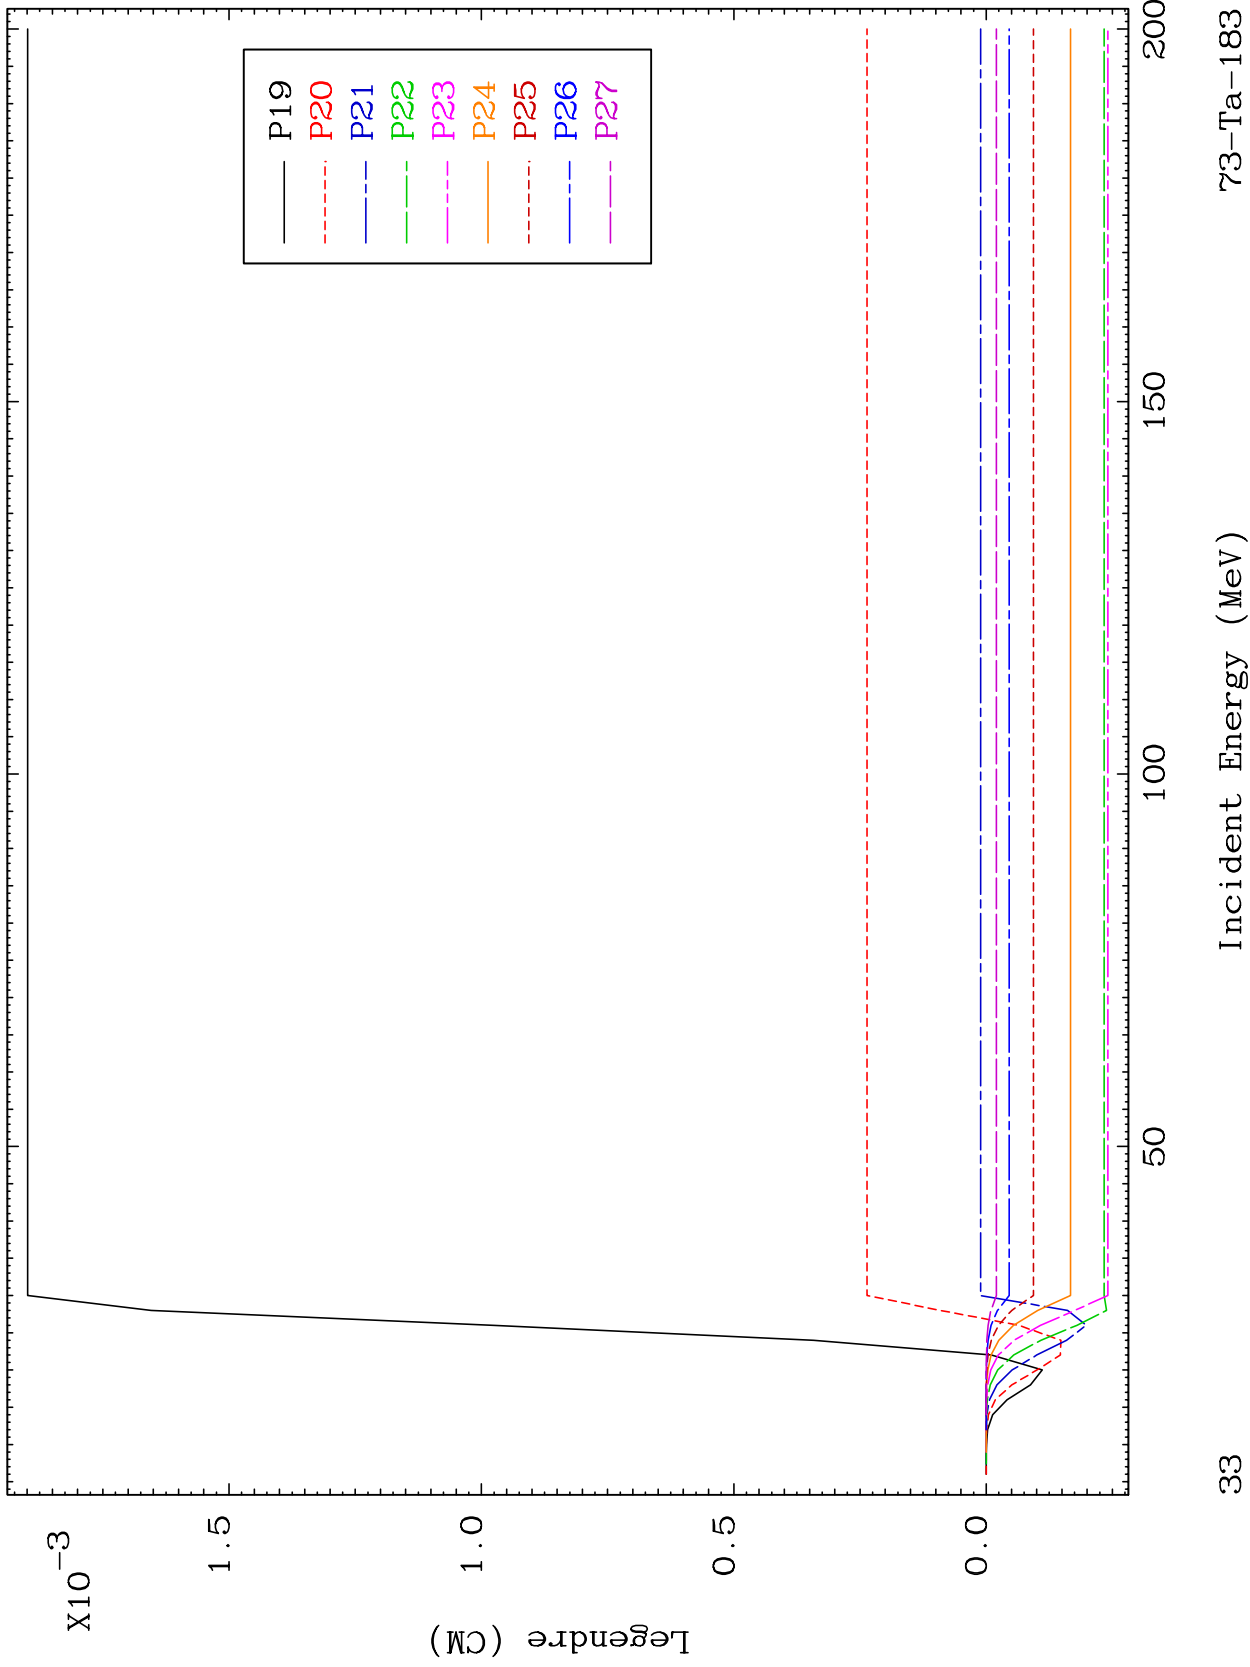 X10-3
Legendre (CM)
1.5
1.0
0.5
0.0
P19
P20
P21
P22
P23
P24
P25
P26
P27
50
100
150
200
Incident Energy (MeV)
33
73-Ta-183